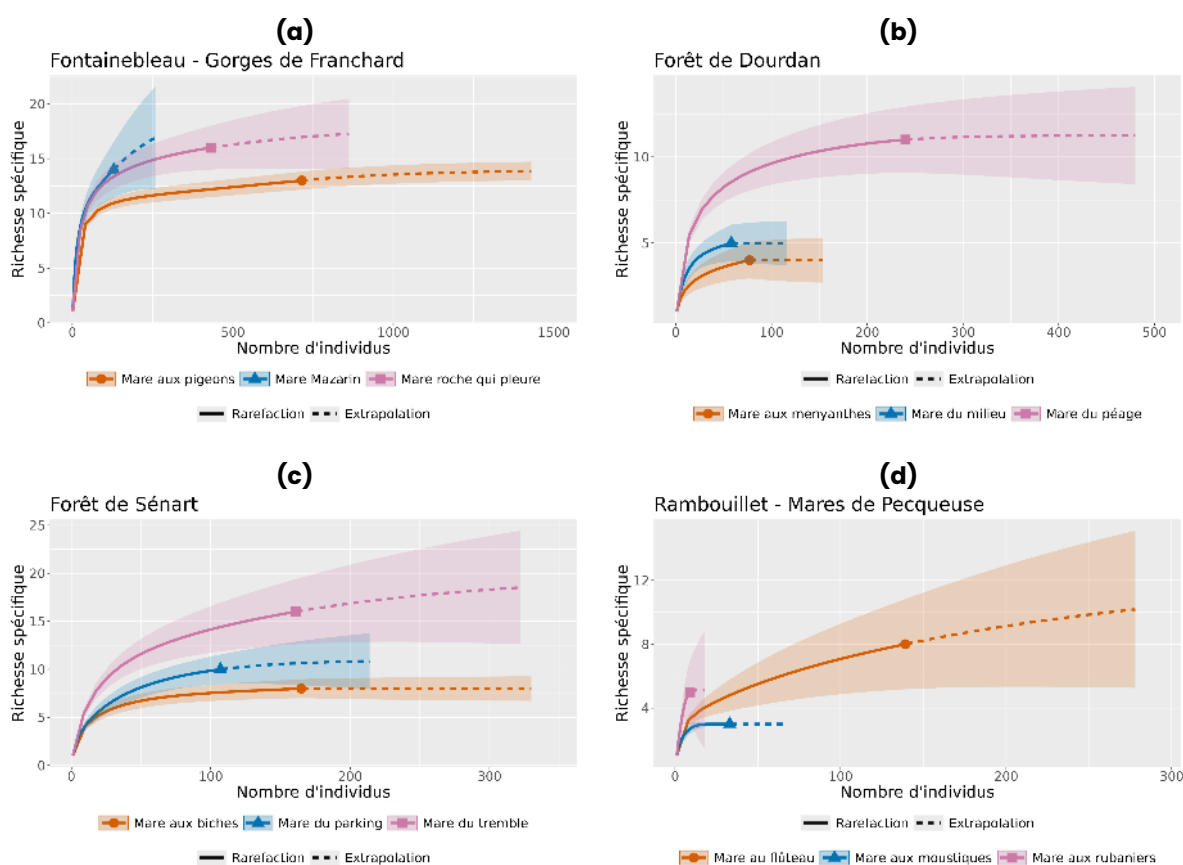 (a)
Fontainebleau - Gorges de Franchard
Richesse spécifique
20
15
10
5
0
0 500 1000 1500
Nombre d'individus
Mare aux pigeons Mare Mazarin Mare roche qui pleure
Rarefaction Extrapolation
(b)
Forêt de Dourdan
Richesse spécifique
10
5
0 100 200 300 400 500
Nombre d'individus
Rarefaction Extrapolation
Mare aux menyanthes Mare du milieu Mare du péage
(c)
Forêt de Sénart
Richesse spécifique
25
20
15
10
5
0
0 100 200 300
Nombre d'individus
Mare aux biches Mare du parking Mare du tremble
Rarefaction Extrapolation
(d)
Rambouillet - Mares de Pecqueuse
Richesse spécifique
12
8
4
0 100 200 300
Nombre d'individus
Rarefaction Extrapolation
Mare au flûteau Mare aux moustiques Mare aux rubaniers